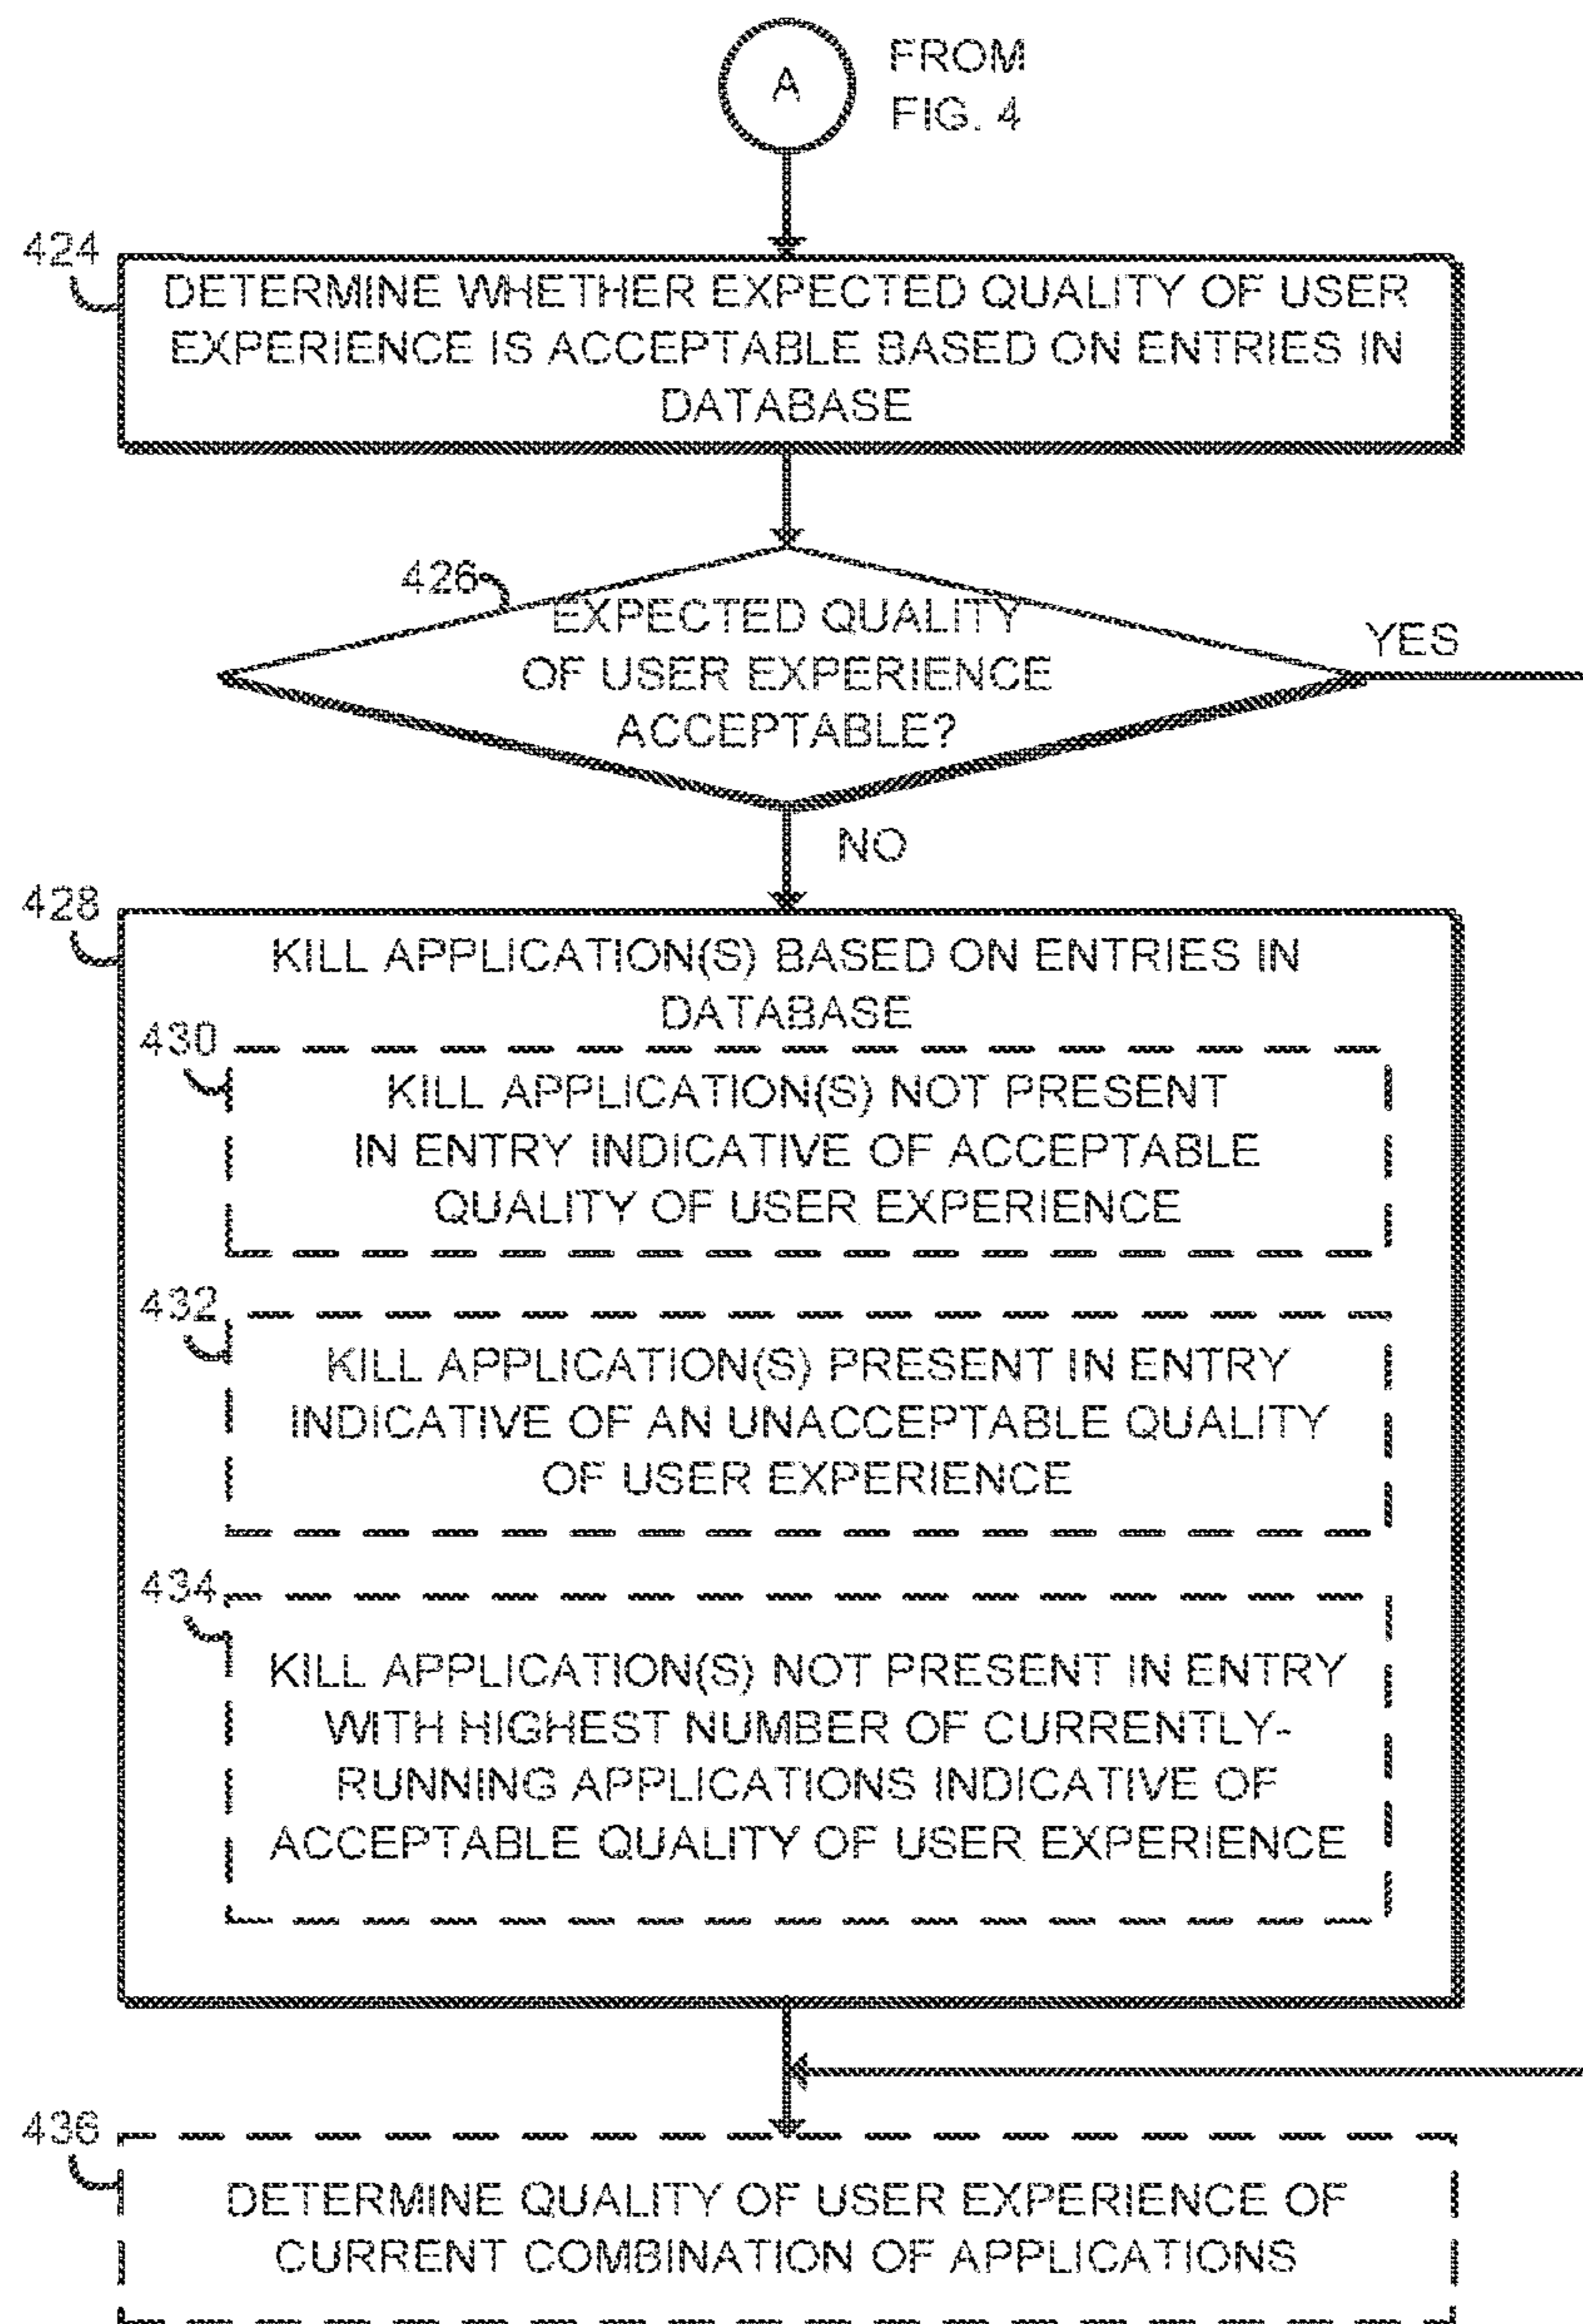 A
FROM
FIG. 4
424
DETERMINE WHETHER EXPECTED QUALITY OF USER
EXPERIENCE IS ACCEPTABLE BASED ON ENTRIES IN
DATABASE
426
EXPECTED QUALITY
OF USER EXPERIENCE
ACCEPTABLE?
YES
NO
428
KILL APPLICATION(S) BASED ON ENTRIES IN
DATABASE
430
KILL APPLICATION(S) NOT PRESENT
IN ENTRY INDICATIVE OF ACCEPTABLE
QUALITY OF USER EXPERIENCE
432
KILL APPLICATION(S) PRESENT IN ENTRY
INDICATIVE OF AN UNACCEPTABLE QUALITY
OF USER EXPERIENCE
434
KILL APPLICATION(S) NOT PRESENT IN ENTRY
WITH HIGHEST NUMBER OF CURRENTLY-
RUNNING APPLICATIONS INDICATIVE OF
ACCEPTABLE QUALITY OF USER EXPERIENCE
436
DETERMINE QUALITY OF USER EXPERIENCE OF
CURRENT COMBINATION OF APPLICATIONS